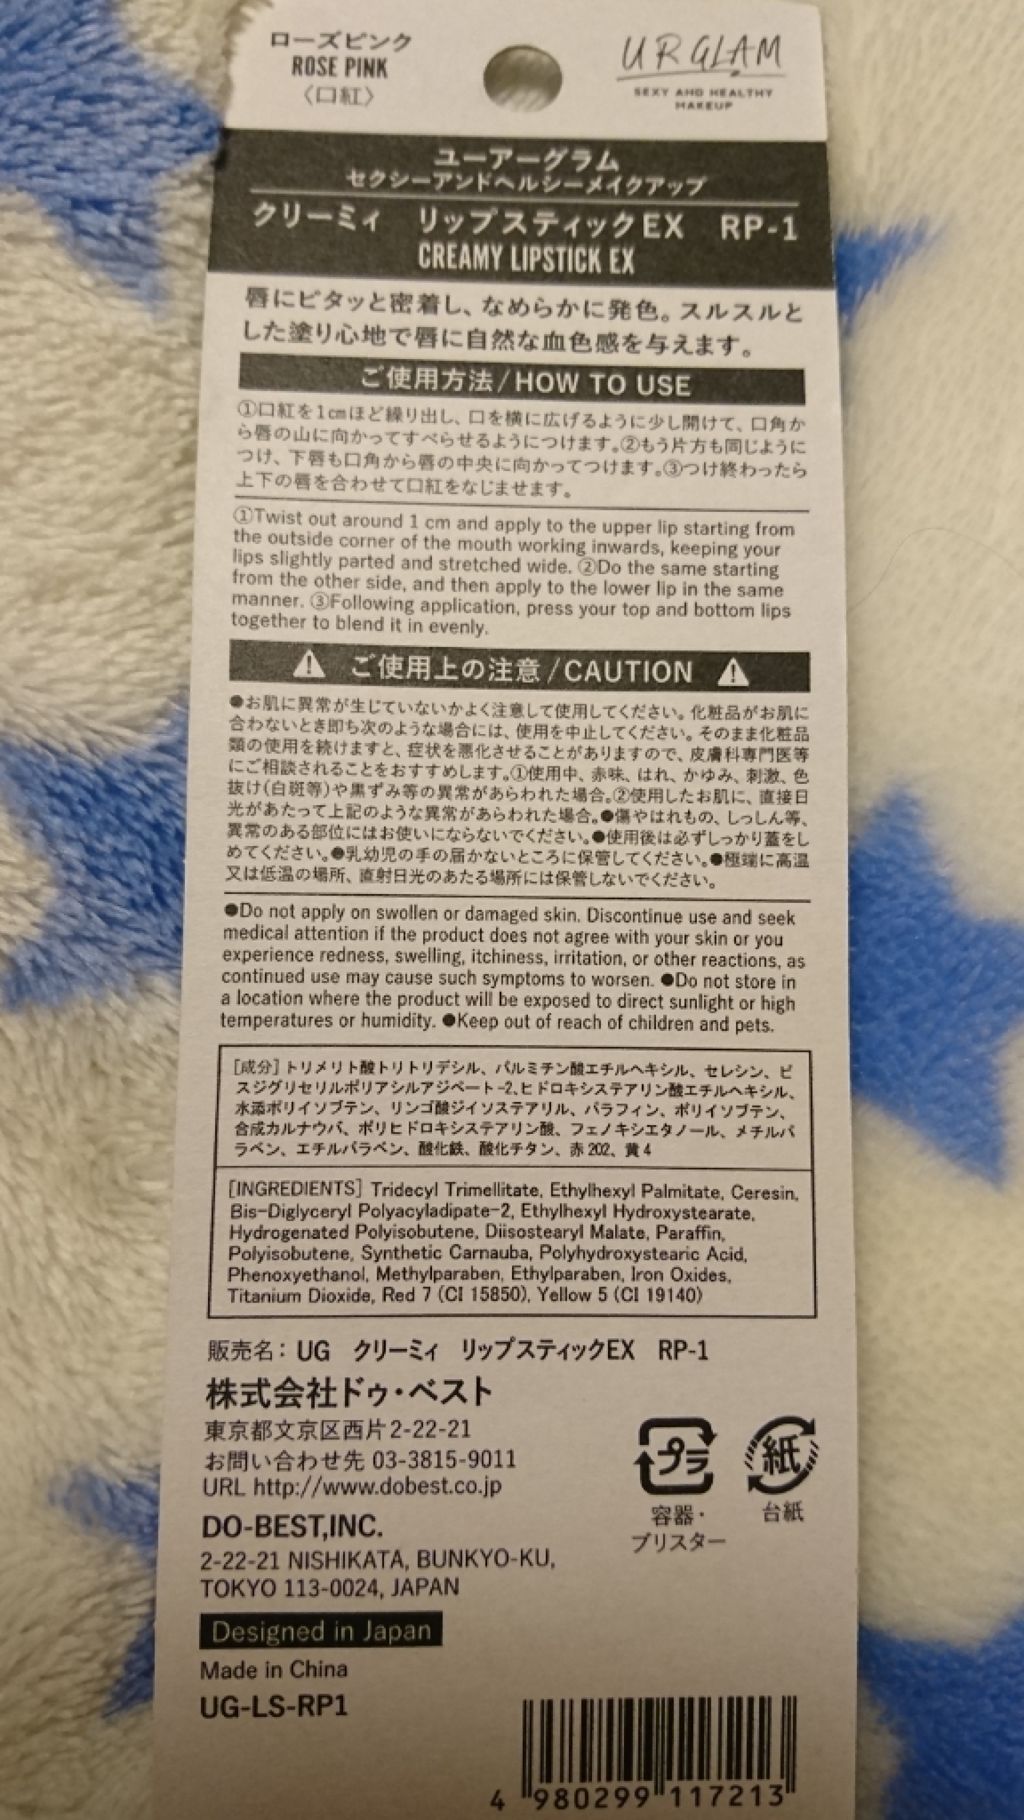 ローズピンク
ROSE PINK
〈口紅〉
URGLAM
SEXY AND HEALTHY
MAKEUP
ユーアーグラム
セクシーアンドヘルシーメイクアップ
クリーミィ リップスティックEX RP-1
CREAMY LIPSTICK EX
唇にピタッと密着し、なめらかに発色。スルスルと
した塗り心地で唇に自然な血色感を与えます。
ご使用方法/HOW TO USE
①口紅を1cmほど繰り出し、口を横に広げるように少し開けて、口角か
ら唇の山に向かってすべらせるようにつけます。②もう片方も同じように
つけ、下唇も口角から唇の中央に向かってつけます。③つけ終わったら
上下の唇を合わせて口紅をなじませます。
①Twist out around 1 cm and apply to the upper lip starting from
the outside corner of the mouth working inwards, keeping your
lips slightly parted and stretched wide. ②Do the same starting
from the other side, and then apply to the lower lip in the same
manner. ③Following application, press your top and bottom lips
together to blend it in evenly.
ご使用上の注意/CAUTION
●お肌に異常が生じていないかよく注意して使用してください。化粧品がお肌に
合わないとき即ち次のような場合には、使用を中止してください。そのまま化粧品
類の使用を続けますと、症状を悪化させることがありますので、皮膚科専門医等
にご相談されることをおすすめします。①使用中、赤味、はれ、かゆみ、刺激、色
抜け(白斑等)や黒ずみ等の異常があらわれた場合。②使用したお肌に、直接日
光があたって上記のような異常があらわれた場合。●傷やはれもの、しっしん等、
異常のある部位にはお使いにならないでください。●使用後は必ずしっかり蓋をし
めてください。●乳幼児の手の届かないところに保管してください。●極端に高温
又は低温の場所、直射日光のあたる場所には保管しないでください。
●Do not apply on swollen or damaged skin. Discontinue use and seek
medical attention if the product does not agree with your skin or you
experience redness, swelling, itchiness, irritation, or other reactions, as
continued use may cause such symptoms to worsen. ●Do not store in
a location where the product will be exposed to direct sunlight or high
temperatures or humidity. ●Keep out of reach of children and pets.
[成分]トリメリト酸トリトリデシル、パルミチン酸エチルヘキシル、セレシン、ビ
スジグリセリルポリアシルアジペート-2、ヒドロキシステアリン酸エチルヘキシル、
水添ポリイソブテン、リンゴ酸ジイソステアリル、パラフィン、ポリイソブテン、
合成カルナウバ、ポリヒドロキシステアリン酸、フェノキシエタノール、メチルパ
ラベン、エチルパラベン、酸化鉄、酸化チタン、赤202、黄4
[INGREDIENTS] Tridecyl Trimellitate, Ethylhexyl Palmitate, Ceresin,
Bis-Diglyceryl Polyacyladipate-2, Ethylhexyl Hydroxystearate,
Hydrogenated Polyisobutene, Diisostearyl Malate, Paraffin,
Polyisobutene, Synthetic Carnauba, Polyhydroxystearic Acid,
Phenoxyethanol, Methylparaben, Ethylparaben, Iron Oxides,
Titanium Dioxide, Red 7 (CI 15850), Yellow 5 (CI 19140)
販売名：UG クリーミィ リップスティックEX RP-1
株式会社ドゥ・ベスト
東京都文京区西片2-22-21
お問い合わせ先 03-3815-9011
URL http://www.dobest.co.jp
DO-BEST,INC.
2-22-21 NISHIKATA, BUNKYO-KU,
TOKYO 113-0024, JAPAN
プラ
容器・
ブリスター
紙
台紙
Designed in Japan
Made in China
UG-LS-RP1
4 980299 117213